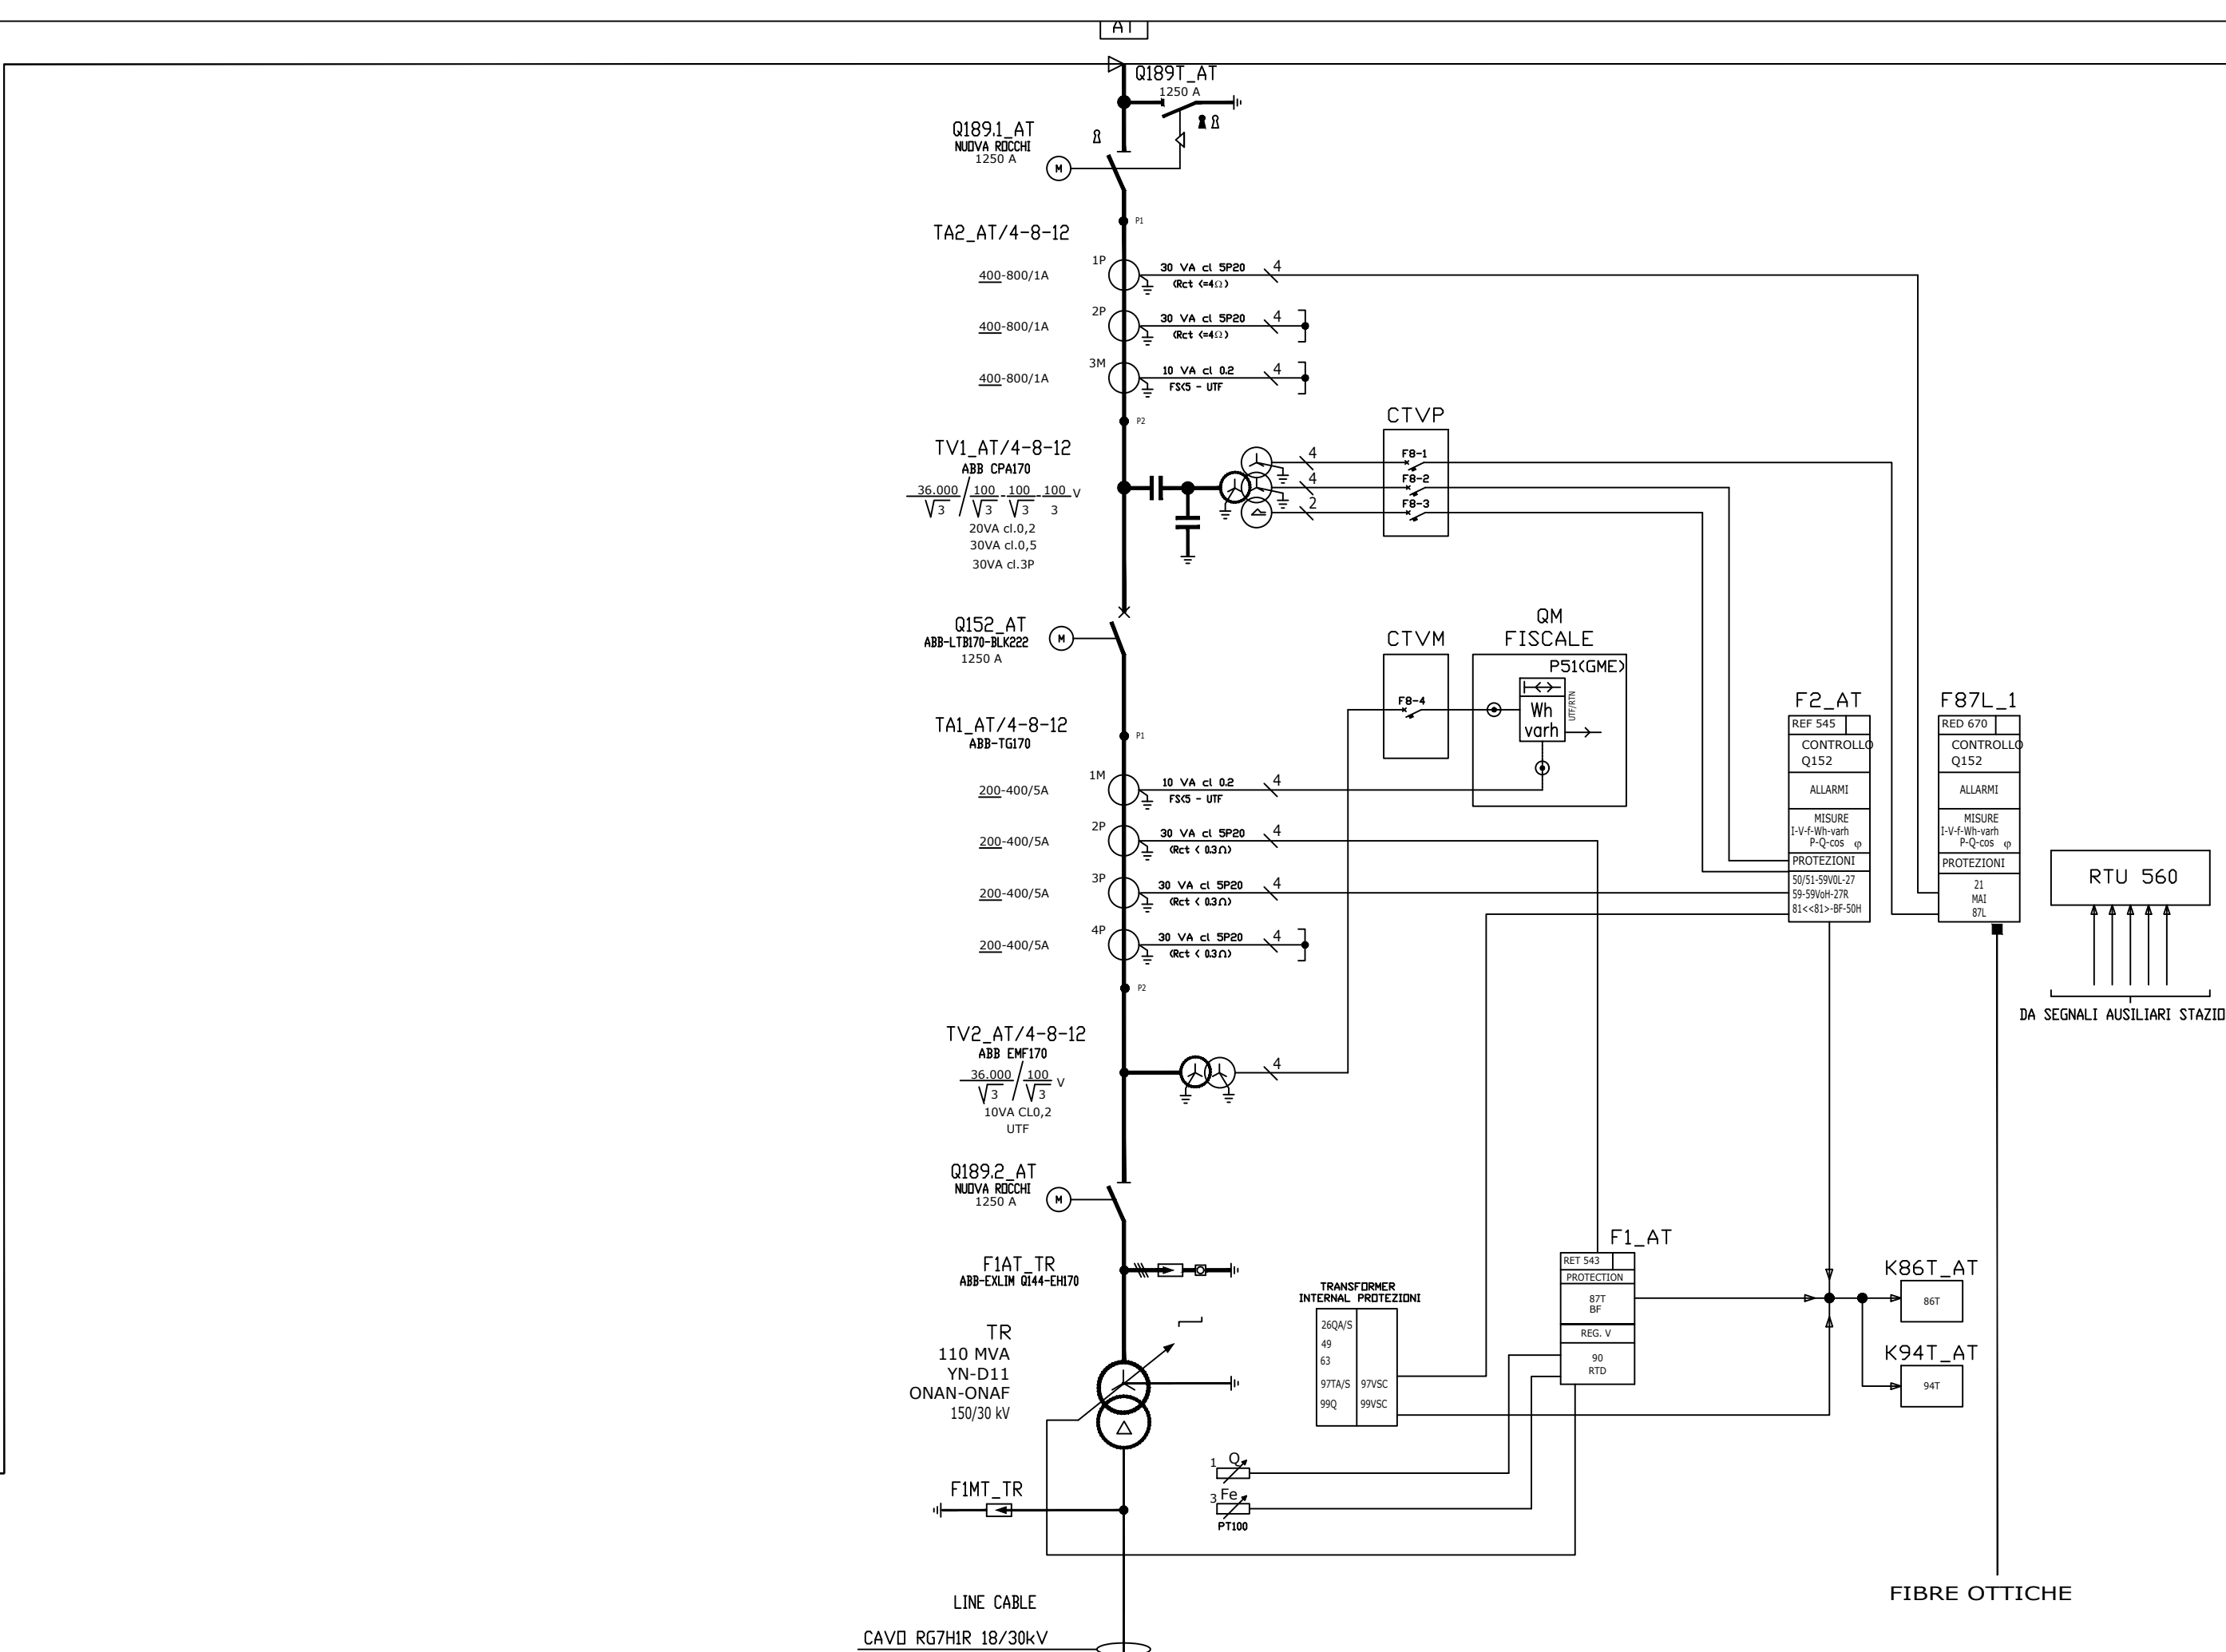 AT
Q189T_AT
1250 A
Q189.1_AT
NUOVA ROCCHI
1250 A
M
P1
TA2_AT/4-8-12
1P
400-800/1A
30 VA cl 5P20
4
(Rct <=4Ω)
2P
400-800/1A
30 VA cl 5P20
4
(Rct <=4Ω)
3M
400-800/1A
10 VA cl 0.2
4
FS<5 - UTF
P2
CTVP
TV1_AT/4-8-12
ABB CPA170
36.000/100-100-100 V
√3 √3 √3 3
20VA cl.0,2
30VA cl.0,5
30VA cl.3P
4
4
2
F8-1
F8-2
F8-3
Q152_AT
ABB-LTB170-BLK222
1250 A
M
CTVM
F8-4
QM
FISCALE
P51(GME)
Wh
varh
UTF/RTN
TA1_AT/4-8-12
ABB-TG170
P1
1M
200-400/5A
10 VA cl 0.2
4
FS<5 - UTF
2P
200-400/5A
30 VA cl 5P20
4
(Rct < 0.3Ω)
3P
200-400/5A
30 VA cl 5P20
4
(Rct < 0.3Ω)
4P
200-400/5A
30 VA cl 5P20
4
(Rct < 0.3Ω)
P2
F2_AT
REF 545
CONTROLLO
Q152
ALLARMI
MISURE
I-V-f-Wh-varh
P-Q-cos φ
PROTEZIONI
50/51-59V0L-27
59-59VoH-27R
81<<81>-BF-50H
F87L_1
RED 670
CONTROLLO
Q152
ALLARMI
MISURE
I-V-f-Wh-varh
P-Q-cos φ
PROTEZIONI
21
MAI
87L
RTU 560
DA SEGNALI AUSILIARI STAZIO
TV2_AT/4-8-12
ABB EMF170
36.000/100 V
√3 √3
10VA CL0,2
UTF
4
Q189.2_AT
NUOVA ROCCHI
1250 A
M
F1AT_TR
ABB-EXLIM Q144-EH170
TR
110 MVA
YN-D11
ONAN-ONAF
150/30 kV
TRANSFORMER
INTERNAL PROTEZIONI
26QA/S
49
63
97TA/S 97VSC
99Q 99VSC
F1_AT
RET 543
PROTECTION
87T
BF
REG. V
90
RTD
K86T_AT
86T
K94T_AT
94T
1 Q
3 Fe
PT100
F1MT_TR
LINE CABLE
CAVO RG7H1R 18/30kV
FIBRE OTTICHE